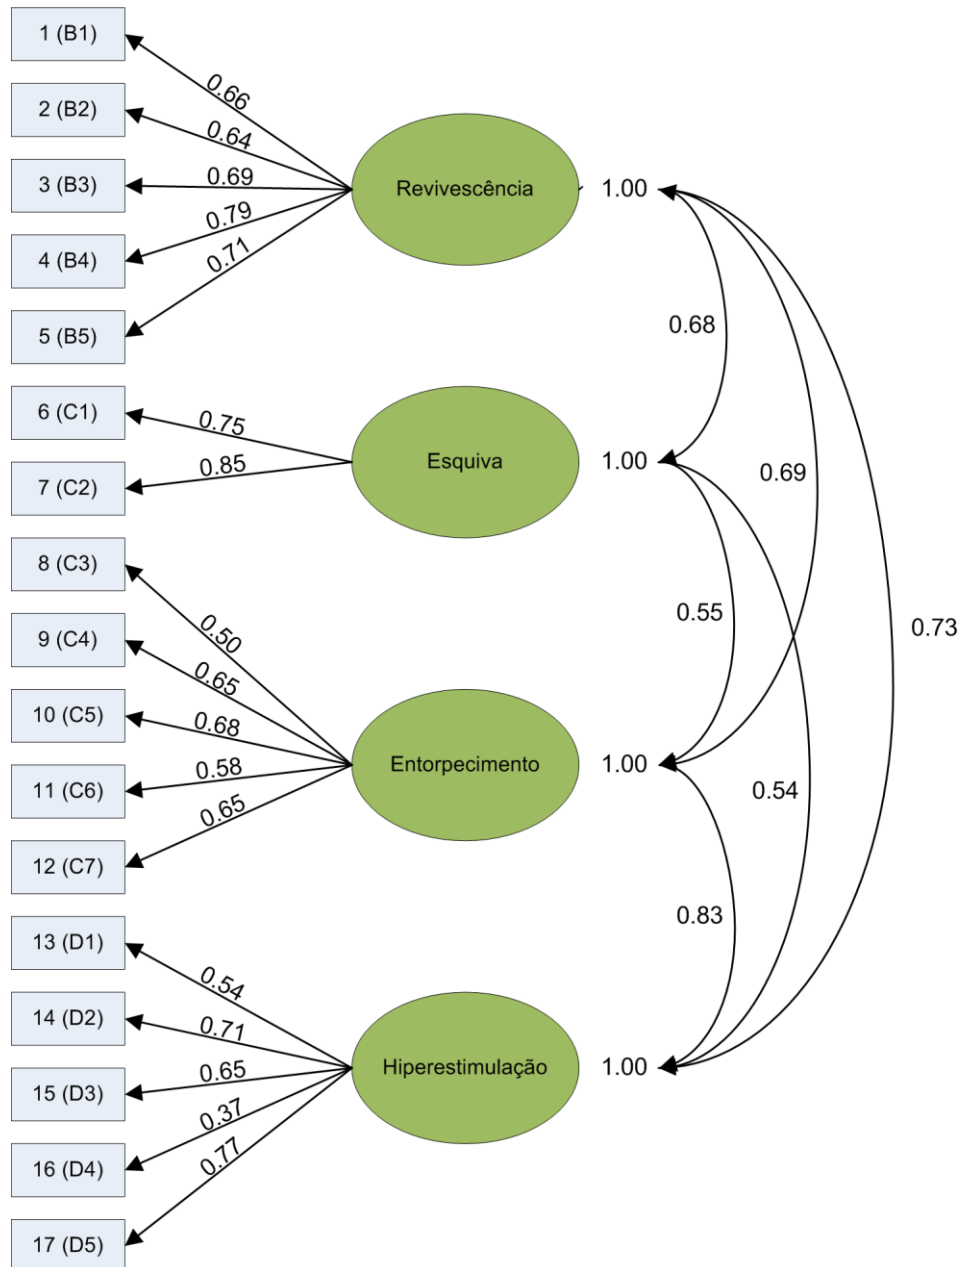 1 (B1)
0.66
2 (B2)
0.64
3 (B3)
0.69
Revivescência
1.00
4 (B4)
0.79
5 (B5)
0.71
0.68
6 (C1)
0.75
7 (C2)
0.85
Esquiva
1.00
0.69
8 (C3)
0.50
9 (C4)
0.65
0.55
0.73
10 (C5)
0.68
11 (C6)
0.58
Entorpecimento
1.00
0.54
12 (C7)
0.65
0.83
13 (D1)
0.54
14 (D2)
0.71
15 (D3)
0.65
Hiperestimulação
1.00
16 (D4)
0.37
17 (D5)
0.77